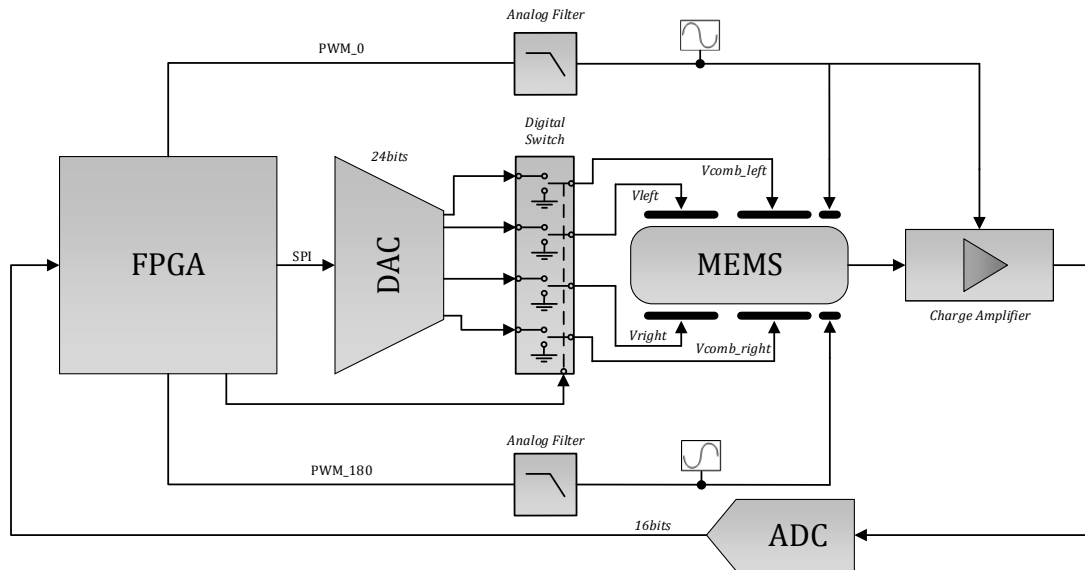 Analog Filter
PWM_0
Digital
Switch
24bits
Vcomb_left
Vleft
FPGA
SPI
DAC
MEMS
Charge Amplifier
Vright
Vcomb_right
Analog Filter
PWM_180
16bits
ADC